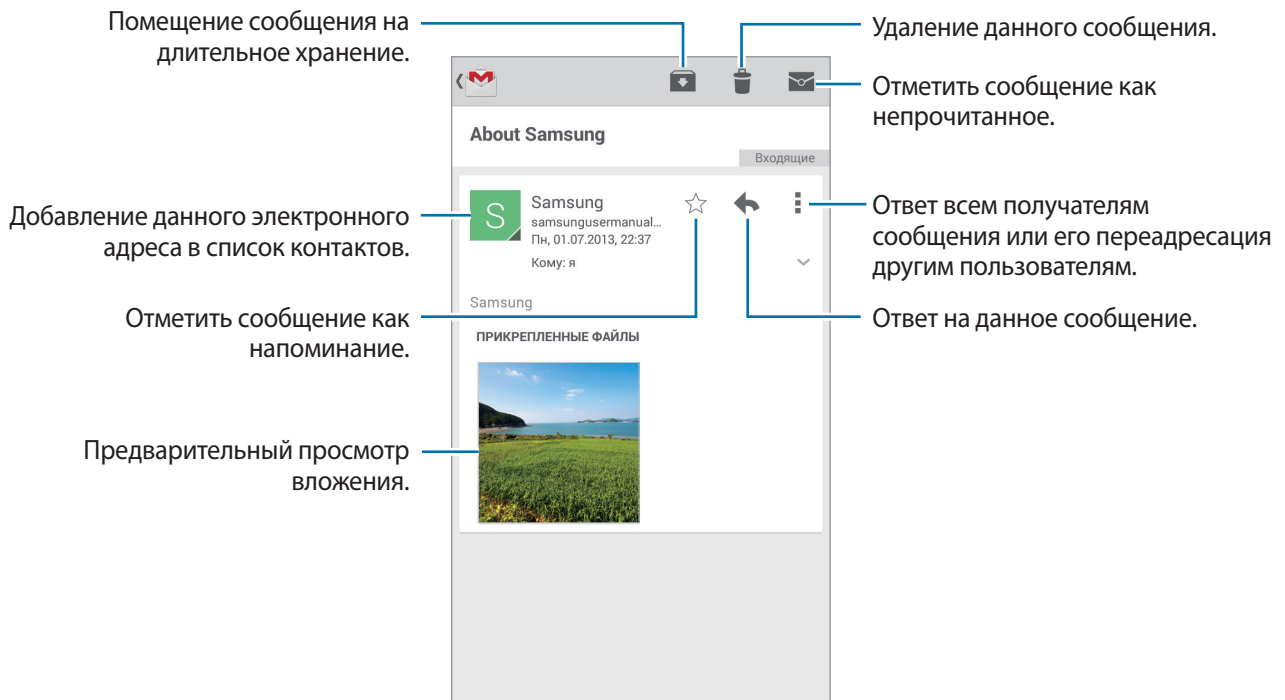 Помещение сообщения на
длительное хранение.
Удаление данного сообщения.
Отметить сообщение как
непрочитанное.
About Samsung
Входящие
Добавление данного электронного
адреса в список контактов.
S
Samsung
samsungusermanual...
Пн, 01.07.2013, 22:37
Кому: я
Ответ всем получателям
сообщения или его переадресация
другим пользователям.
Samsung
Отметить сообщение как
напоминание.
Ответ на данное сообщение.
ПРИКРЕПЛЕННЫЕ ФАЙЛЫ
Предварительный просмотр
вложения.